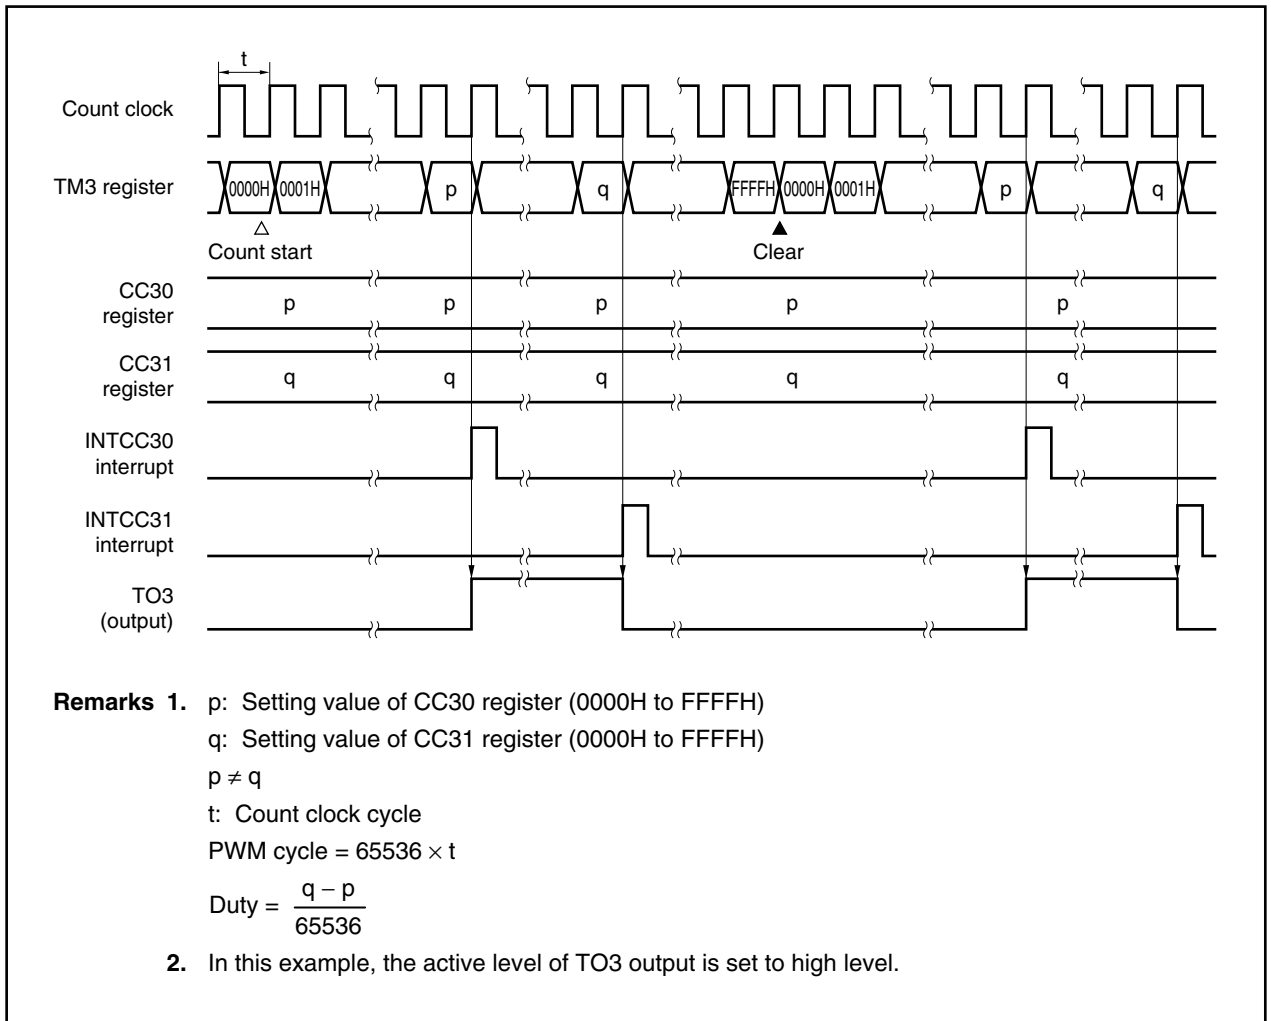 t
Count clock
TM3 register
0000H 0001H p q FFFFH 0000H 0001H p q
Count start
Clear
CC30
register
p p p p p
CC31
register
q q q q q
INTCC30
interrupt
INTCC31
interrupt
TO3
(output)
Remarks 1. p: Setting value of CC30 register (0000H to FFFFH)
q: Setting value of CC31 register (0000H to FFFFH)
p ≠ q
t: Count clock cycle
PWM cycle = 65536 × t
Duty = q − p
65536
2. In this example, the active level of TO3 output is set to high level.